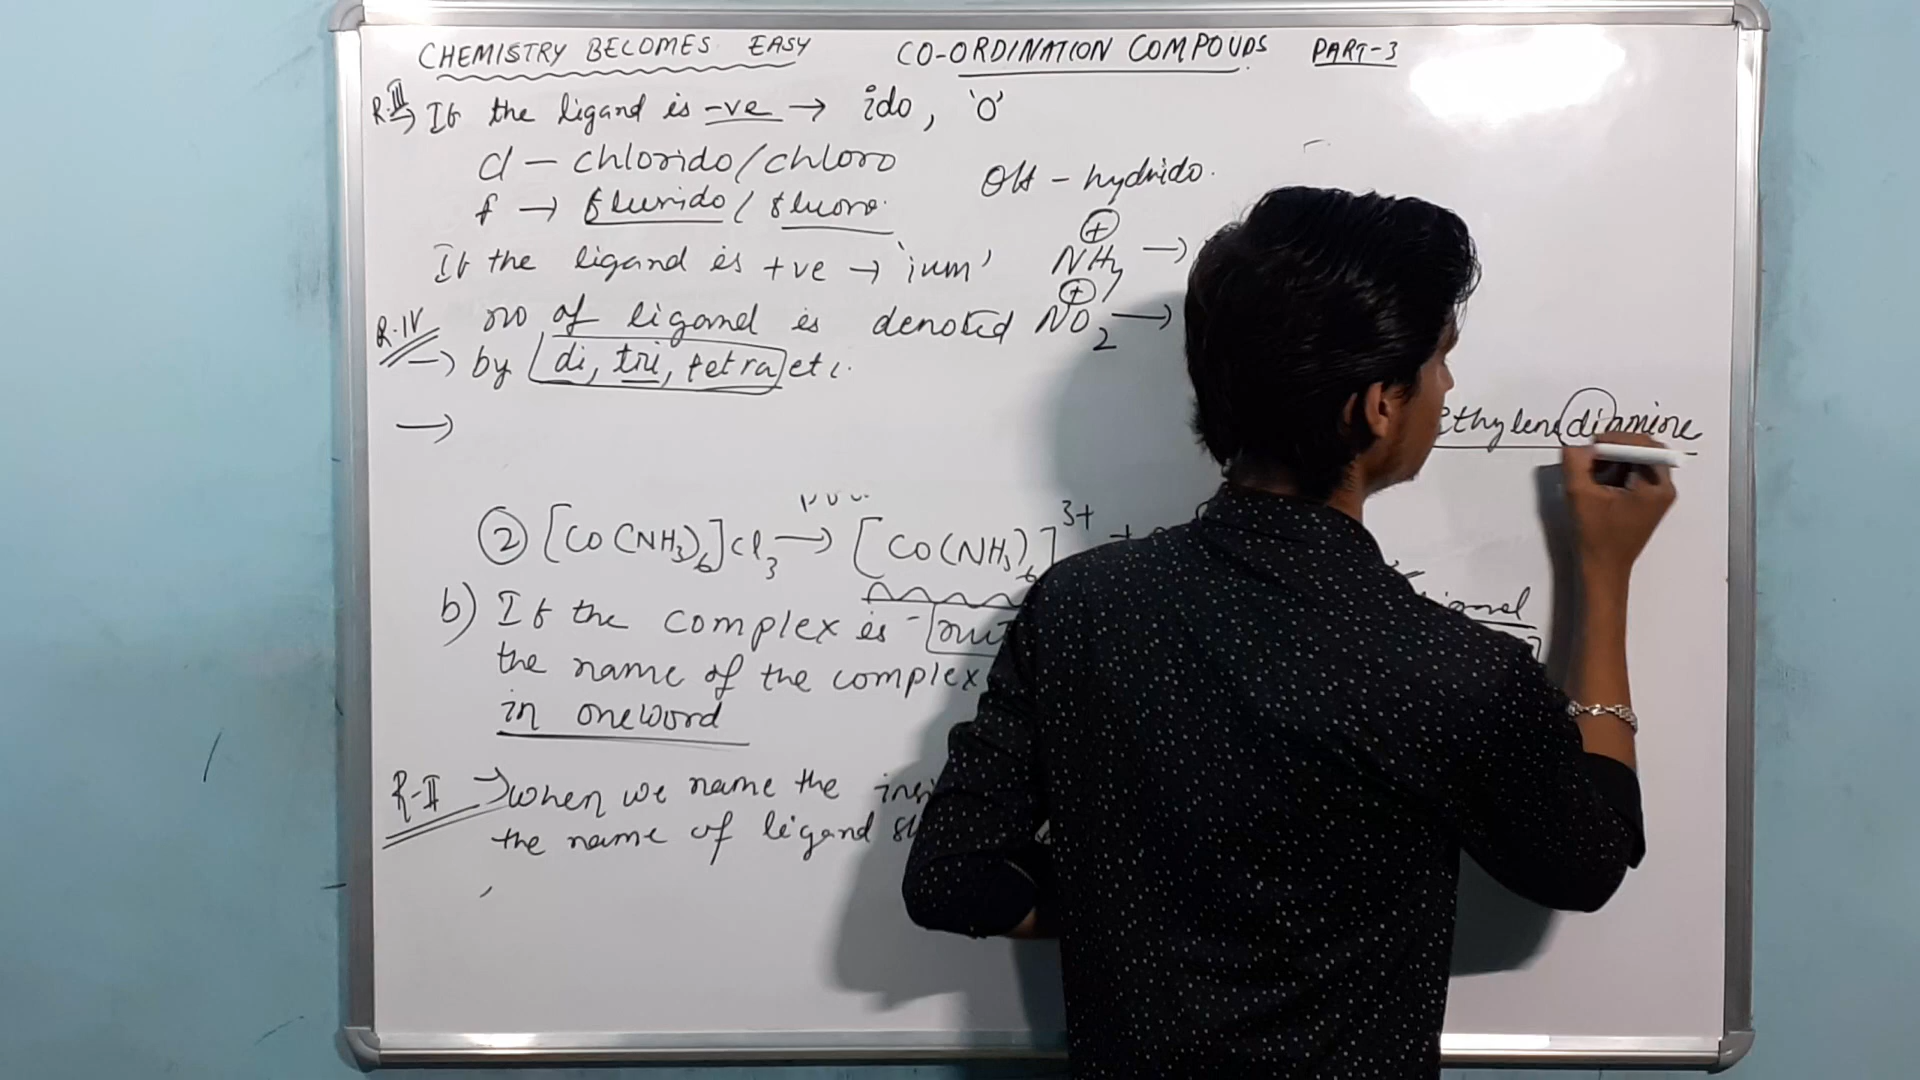 CHEMISTRY BECOMES EASY CO-ORDINATION COMPOUDS PART-3
R.III → If the ligand is -ve → ido, 'o'
Cl — chlorido/chloro
OH - hydrido.
f → flurido / fluoro.
If the ligand is +ve → 'ium' NH4 + →
R.IV no of ligand is denoted NO2 + →
→ by di, tri, tetra etc.
→
ethylenediamine
② [Co(NH3)6]Cl3 → [Co(NH3)6]3+ +
b) If the complex is
the name of the complex
in oneword
R-II → when we name the
the name of ligand